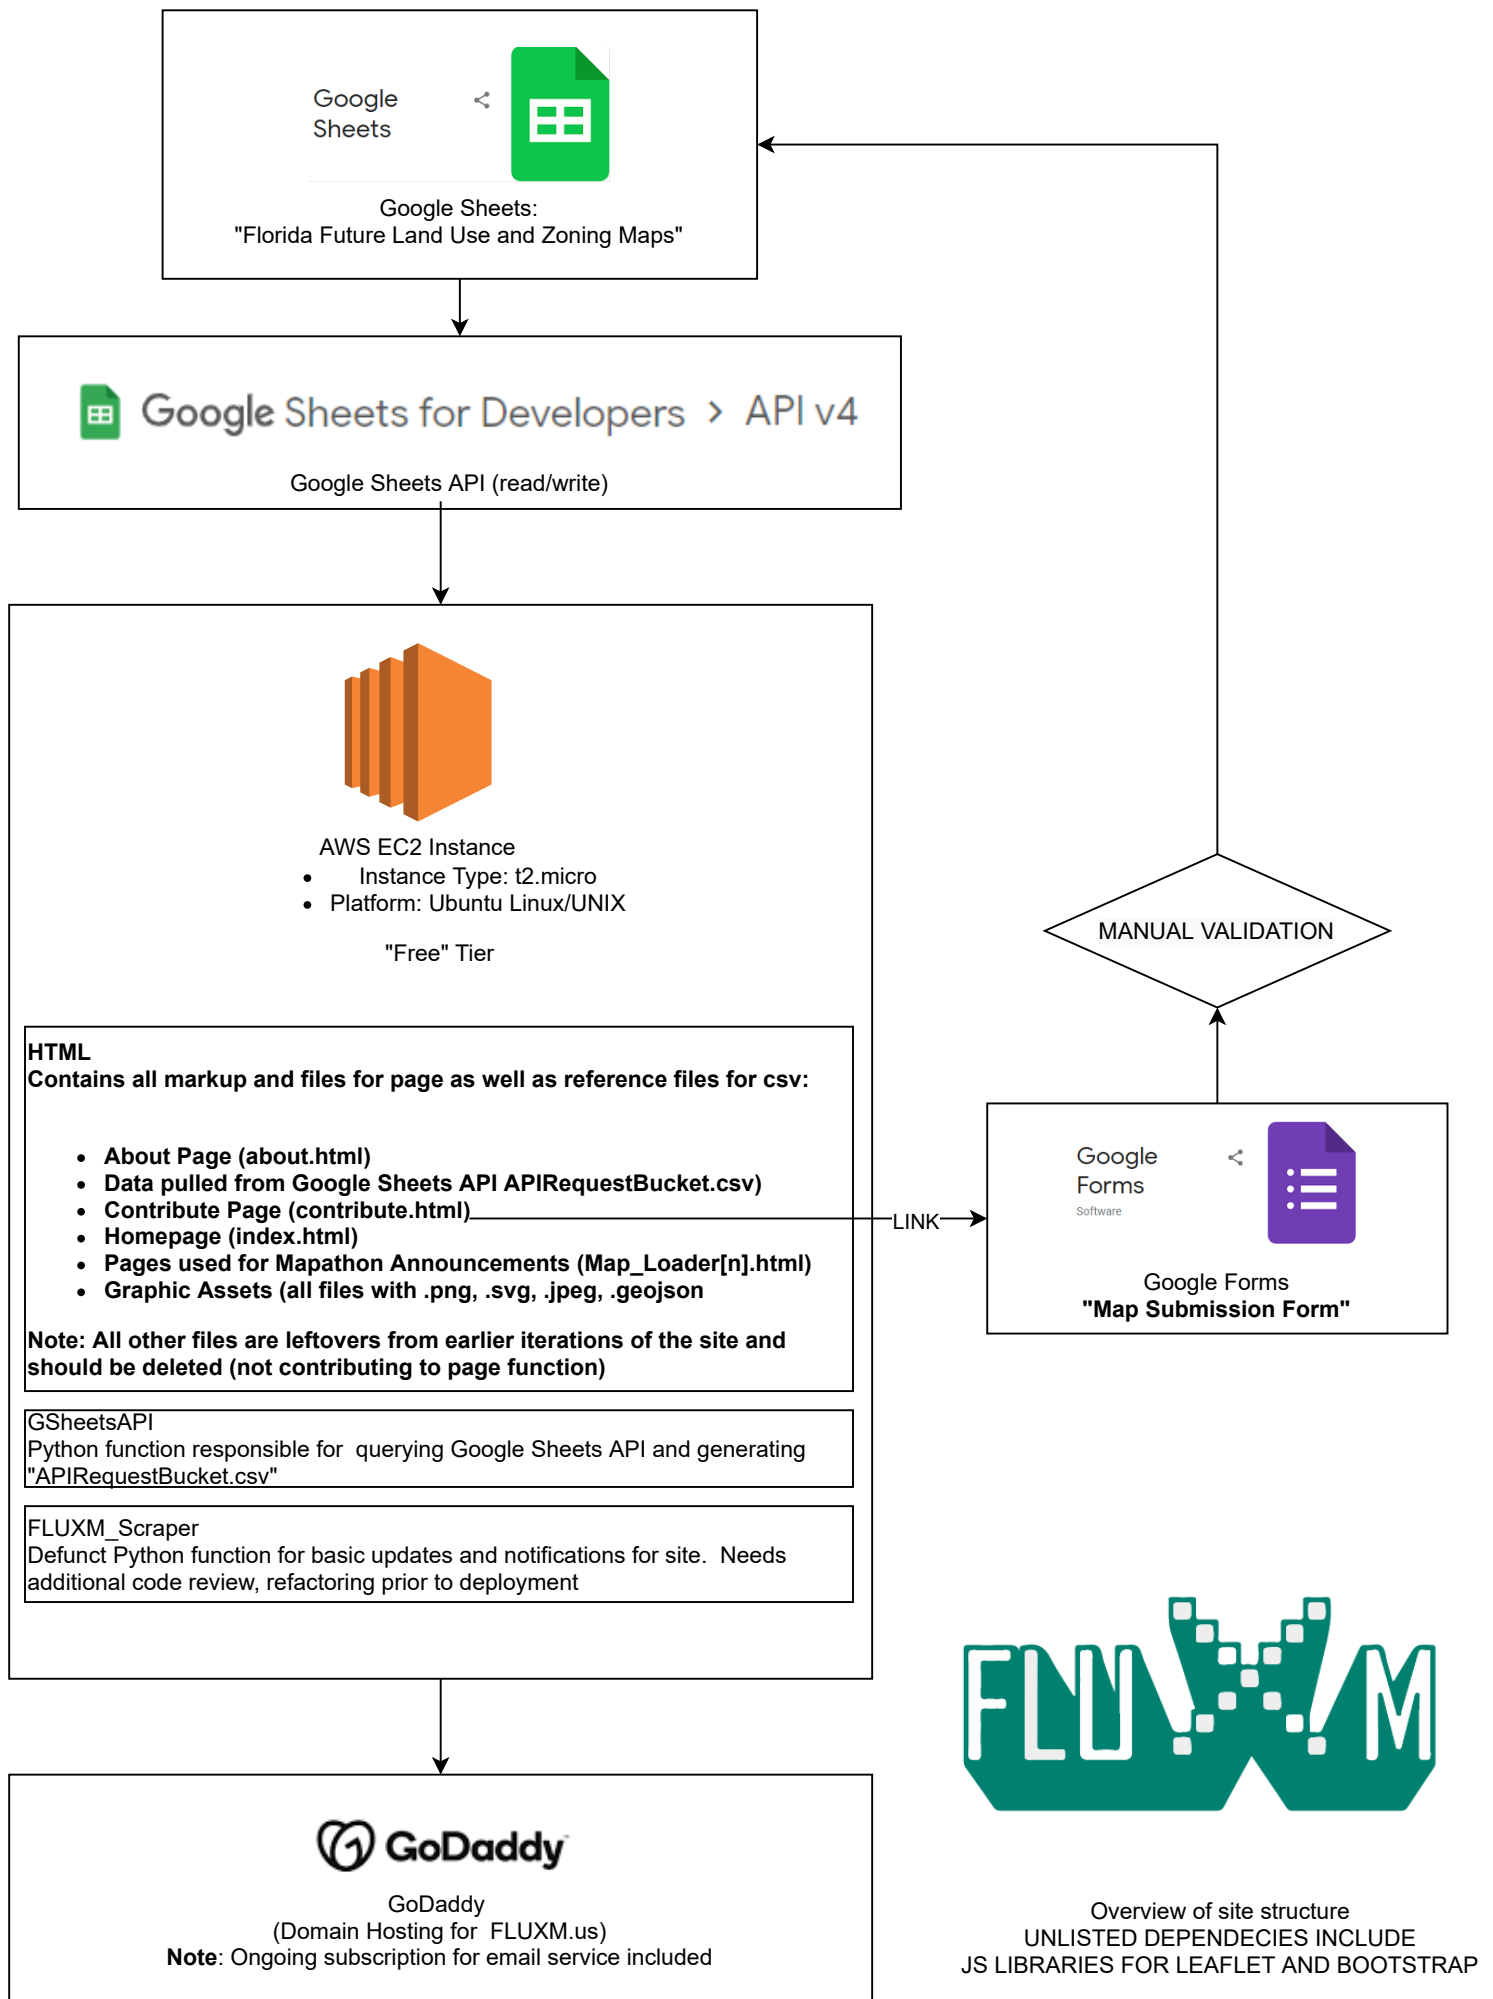 Google
Sheets
Google Sheets:
"Florida Future Land Use and Zoning Maps"
Google Sheets for Developers > API v4
Google Sheets API (read/write)
AWS EC2 Instance
• Instance Type: t2.micro
• Platform: Ubuntu Linux/UNIX
"Free" Tier
HTML
Contains all markup and files for page as well as reference files for csv:
• About Page (about.html)
• Data pulled from Google Sheets API APIRequestBucket.csv)
• Contribute Page (contribute.html)
• Homepage (index.html)
• Pages used for Mapathon Announcements (Map_Loader[n].html)
• Graphic Assets (all files with .png, .svg, .jpeg, .geojson
Note: All other files are leftovers from earlier iterations of the site and
should be deleted (not contributing to page function)
GSheetsAPI
Python function responsible for  querying Google Sheets API and generating
"APIRequestBucket.csv"
FLUXM_Scraper
Defunct Python function for basic updates and notifications for site.  Needs
additional code review, refactoring prior to deployment
LINK
MANUAL VALIDATION
Google
Forms
Software
Google Forms
"Map Submission Form"
GoDaddy
GoDaddy
(Domain Hosting for  FLUXM.us)
Note: Ongoing subscription for email service included
FLUXM
Overview of site structure
UNLISTED DEPENDECIES INCLUDE
JS LIBRARIES FOR LEAFLET AND BOOTSTRAP